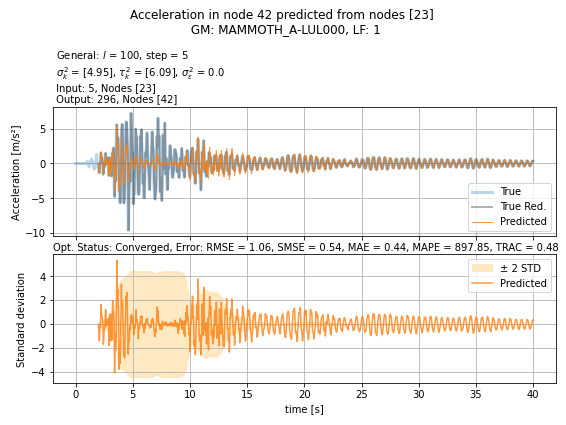 Acceleration in node 42 predicted from nodes [23]
GM: MAMMOTH_A-LUL000, LF: 1
General: l = 100, step = 5
σ²ₖ = [4.95], τ²ₖ = [6.09], σ²ε = 0.0
Input: 5, Nodes [23]
Output: 296, Nodes [42]
Acceleration [m/s²]
5
0
−5
−10
True
True Red.
Predicted
Opt. Status: Converged, Error: RMSE = 1.06, SMSE = 0.54, MAE = 0.44, MAPE = 897.85, TRAC = 0.48
Standard deviation
4
2
0
−2
−4
± 2 STD
Predicted
0 5 10 15 20 25 30 35 40
time [s]